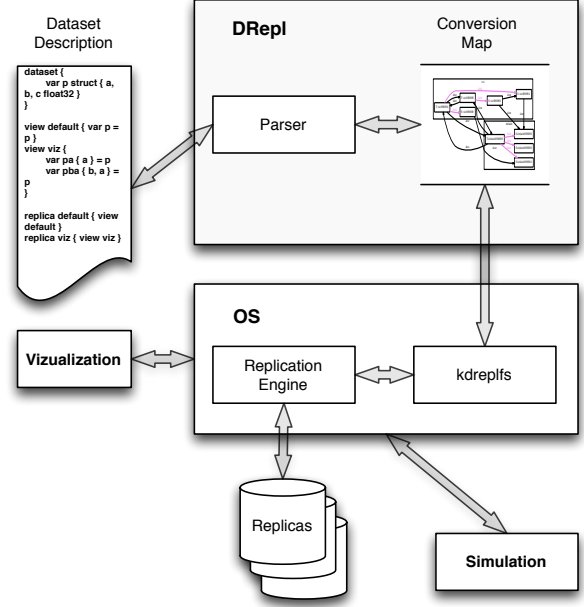 Dataset
Description
dataset {
var p struct { a,
b, c float32 }
}
view default { var p =
p }
view viz {
var pa { a } = p
var pba { b, a } =
p
}
replica default { view
default }
replica viz { view viz }
DRepl
Conversion
Map
Parser
OS
Vizualization
Replication
Engine
kdreplfs
Replicas
Simulation